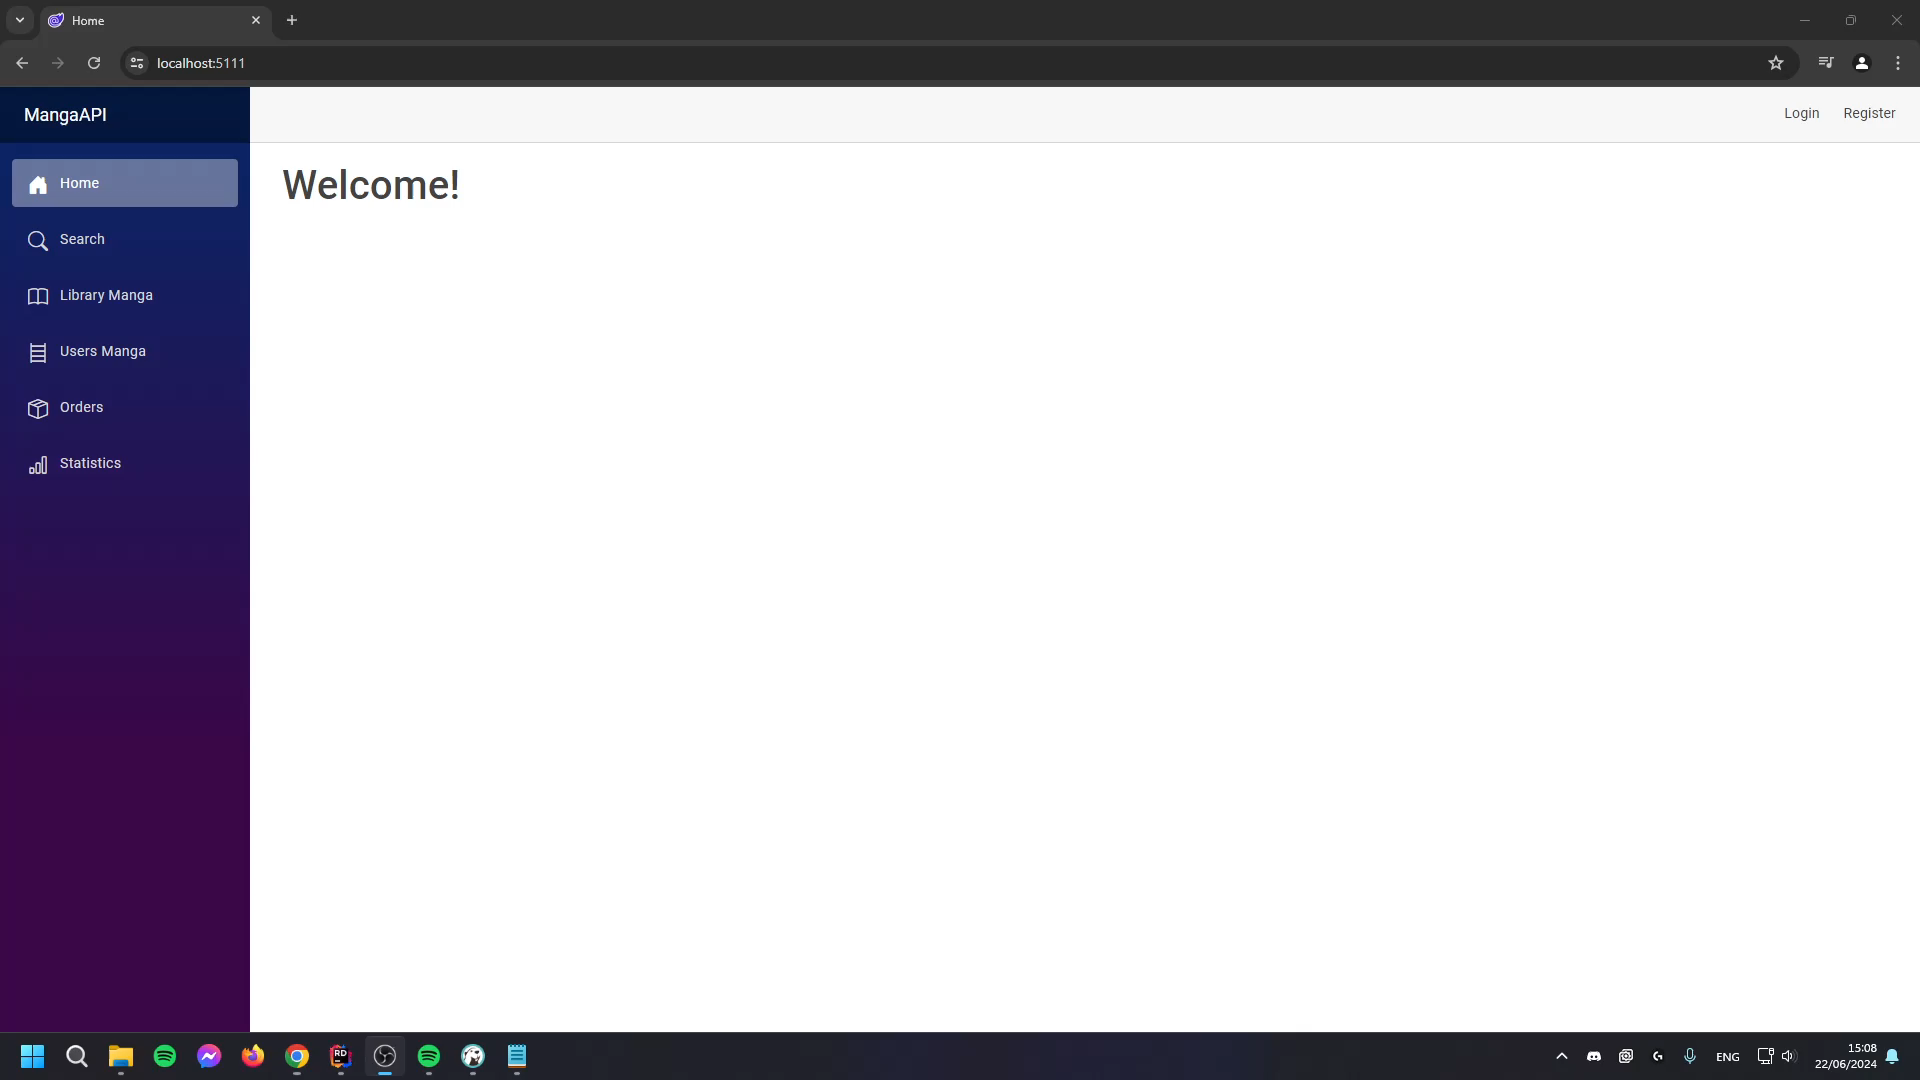 Home
localhost:5111
MangaAPI
Login
Register
Home
Welcome!
Search
Library Manga
Users Manga
Orders
Statistics
RD
ENG
15:08
22/06/2024